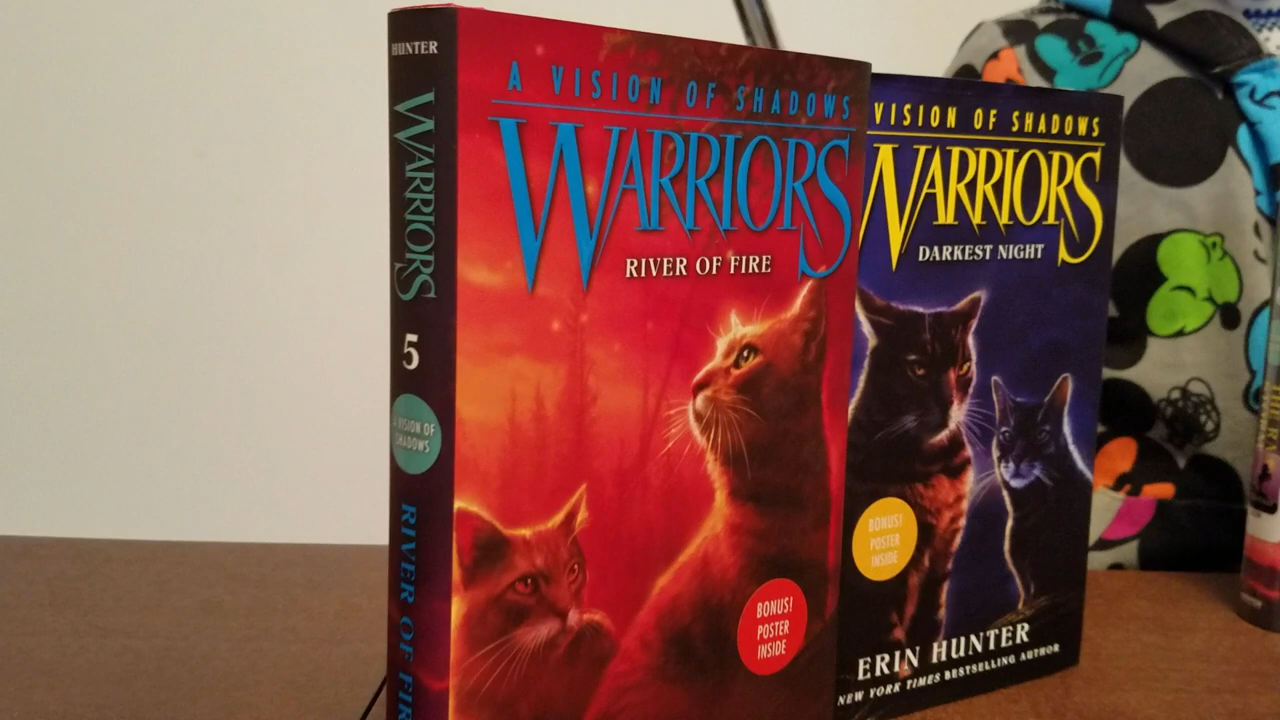 HUNTER
WARRIORS
5
A VISION OF
SHADOWS
RIVER OF FIR
A VISION OF SHADOWS
WARRIORS
RIVER OF FIRE
BONUS!
POSTER
INSIDE
VISION OF SHADOWS
WARRIORS
DARKEST NIGHT
BONUS!
POSTER
INSIDE
ERIN HUNTER
NEW YORK TIMES BESTSELLING AUTHOR